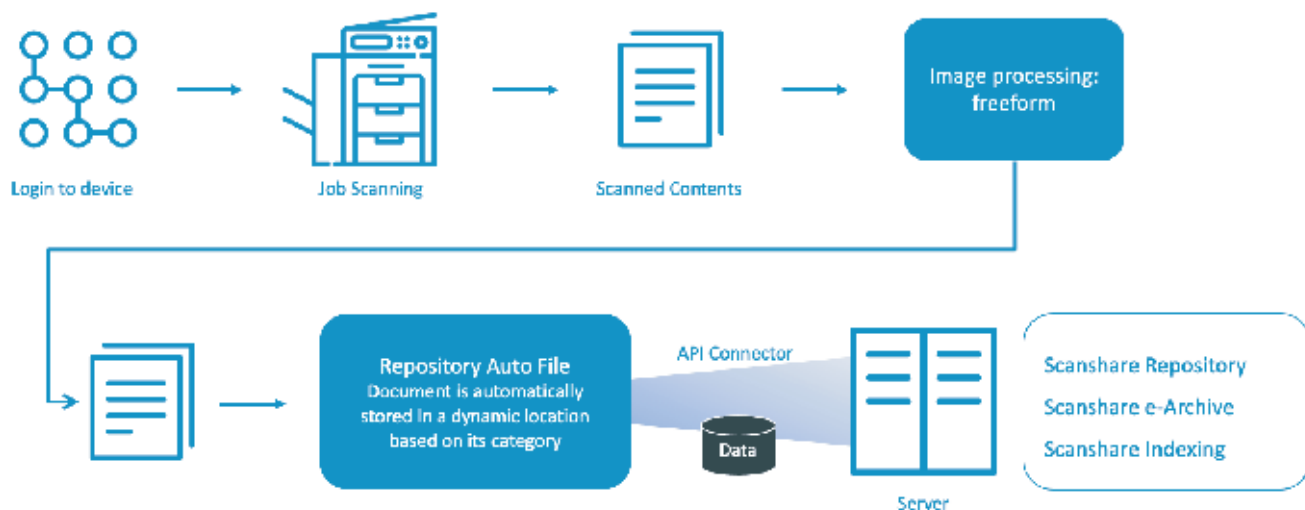 Image processing:
freeform
Login to device
Job Scanning
Scanned Contents
Repository Auto File
Document is automatically
stored in a dynamic location
based on its category
API Connector
Data
Server
Scanshare Repository
Scanshare e-Archive
Scanshare Indexing